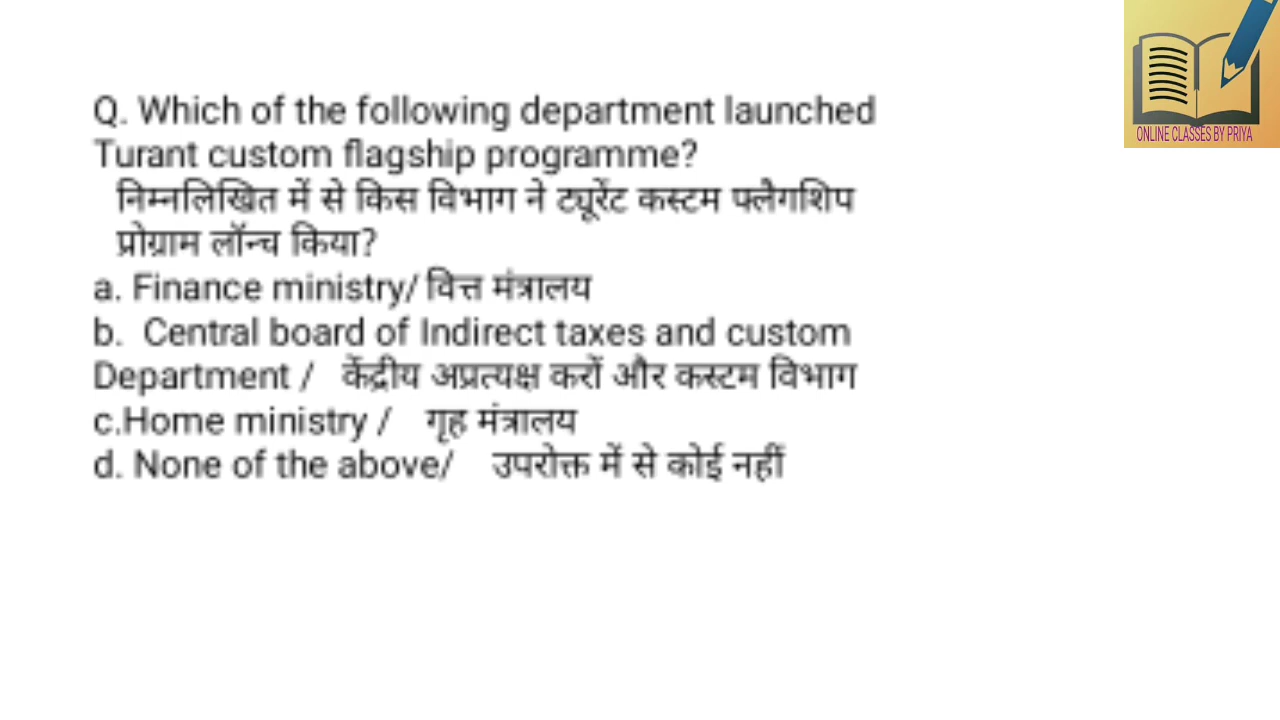 Q. Which of the following department launched
Turant custom flagship programme?
निम्नलिखित में से किस विभाग ने ट्यूरेंट कस्टम फ्लैगशिप
प्रोग्राम लॉन्च किया?
a. Finance ministry/ वित्त मंत्रालय
b.  Central board of Indirect taxes and custom
Department /   केंद्रीय अप्रत्यक्ष करों और कस्टम विभाग
c.Home ministry /   गृह मंत्रालय
d. None of the above/   उपरोक्त में से कोई नहीं
ONLINE CLASSES BY PRIYA